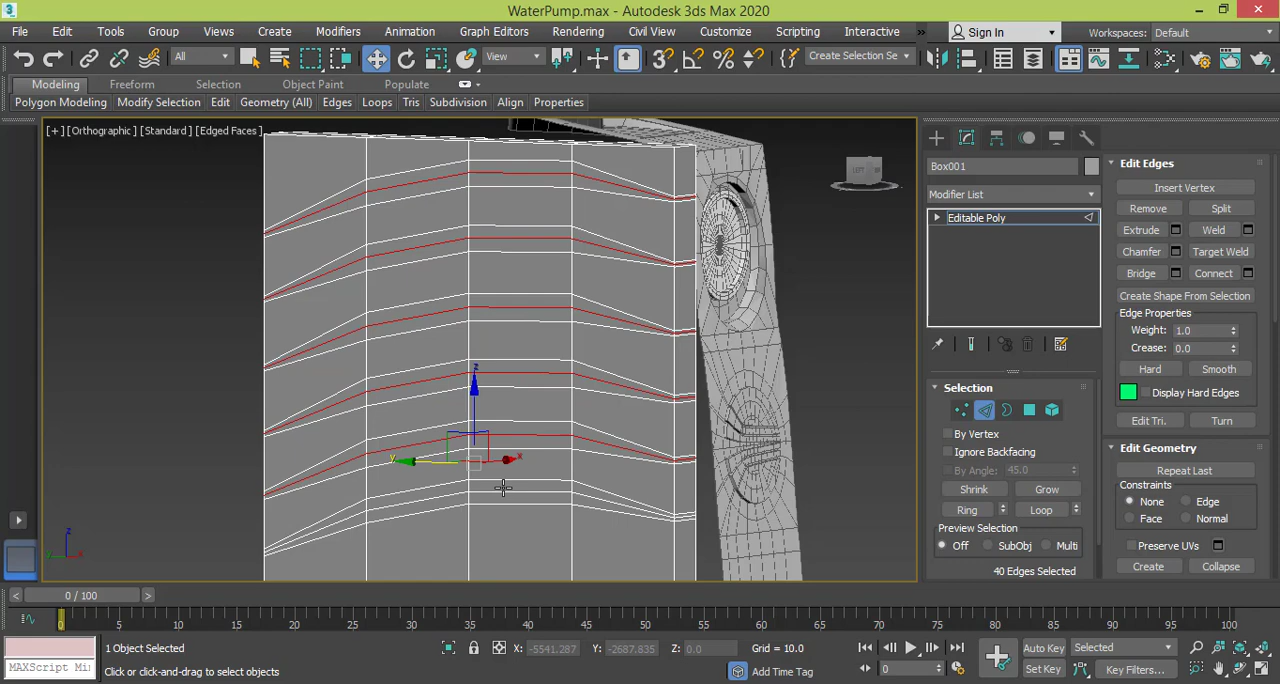 3 WaterPump.max - Autodesk 3ds Max 2020
File Edit Tools Group Views Create Modifiers Animation Graph Editors Rendering Civil View Customize Scripting Interactive Sign In Workspaces: Default
All View Create Selection Se
Modeling Freeform Selection Object Paint Populate
Polygon Modeling Modify Selection Edit Geometry (All) Edges Loops Tris Subdivision Align Properties
[+] [Orthographic] [Standard] [Edged Faces]
LEFT
Box001
Modifier List
Editable Poly
Selection
By Vertex
Ignore Backfacing
By Angle: 45.0
Shrink Grow
Ring Loop
Preview Selection
Off SubObj Multi
40 Edges Selected
Edit Edges
Insert Vertex
Remove Split
Extrude Weld
Chamfer Target Weld
Bridge Connect
Create Shape From Selection
Edge Properties
Weight: 1.0
Crease: 0.0
Hard Smooth
Display Hard Edges
Edit Tri. Turn
Edit Geometry
Repeat Last
Constraints
None Edge
Face Normal
Preserve UVs
Create Collapse
z
y x
z
x
0 / 100
0 5 10 15 20 25 30 35 40 45 50 55 60 65 70 75 80 85 90 95 100
1 Object Selected X: -5541.287 Y: -2687.835 Z: 0.0 Grid = 10.0 Auto Key Selected
MAXScript Mi Click or click-and-drag to select objects Add Time Tag 0 Set Key Key Filters...